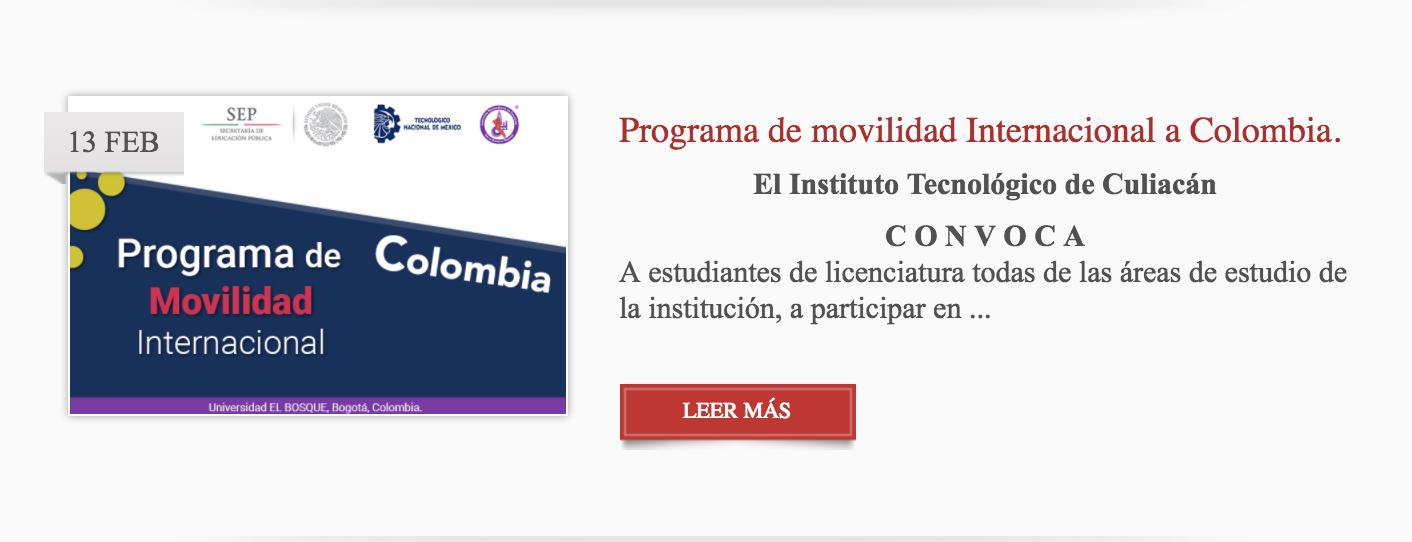 13 FEB
SEP
SECRETARÍA DE
EDUCACIÓN PÚBLICA
TECNOLÓGICO
NACIONAL DE MÉXICO
Programa de
Movilidad
Internacional
Colombia
Universidad EL BOSQUE, Bogotá, Colombia.
Programa de movilidad Internacional a Colombia.
El Instituto Tecnológico de Culiacán
C O N V O C A
A estudiantes de licenciatura todas de las áreas de estudio de
la institución, a participar en ...
LEER MÁS